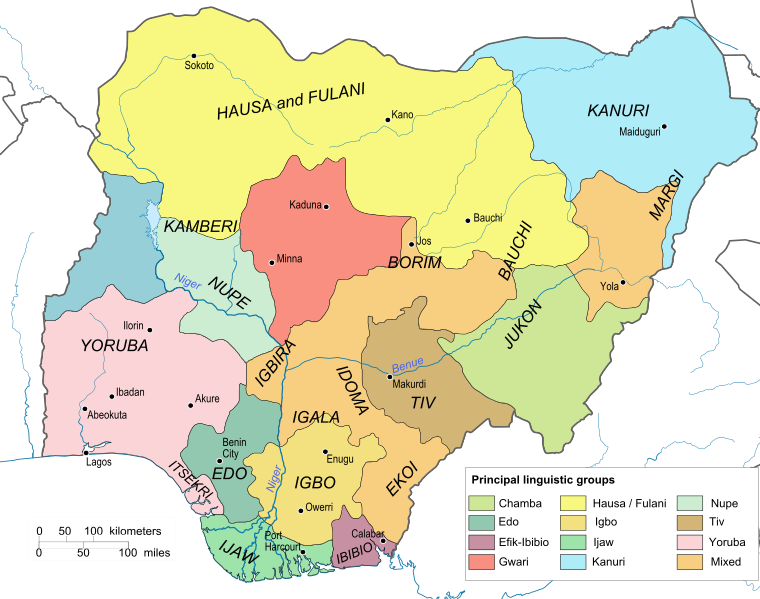 Sokoto
HAUSA and FULANI
Kano
KANURI
Maiduguri
MARGI
Kaduna
KAMBERI
Bauchi
Jos
BORIM
BAUCHI
Minna
Niger
NUPE
Yola
Ilorin
YORUBA
JUKON
IGBIRA
Benue
Makurdi
IDOMA
TIV
Ibadan
Akure
Abeokuta
IGALA
Lagos
Benin
City
EDO
ITSEKRI
Enugu
IGBO
Niger
EKOI
Owerri
Port
Harcourt
IJAW
Calabar
IBIBIO
0 50 100 kilometers
0 50 100 miles
Principal linguistic groups
Chamba
Hausa / Fulani
Nupe
Edo
Igbo
Tiv
Efik-Ibibio
Ijaw
Yoruba
Gwari
Kanuri
Mixed